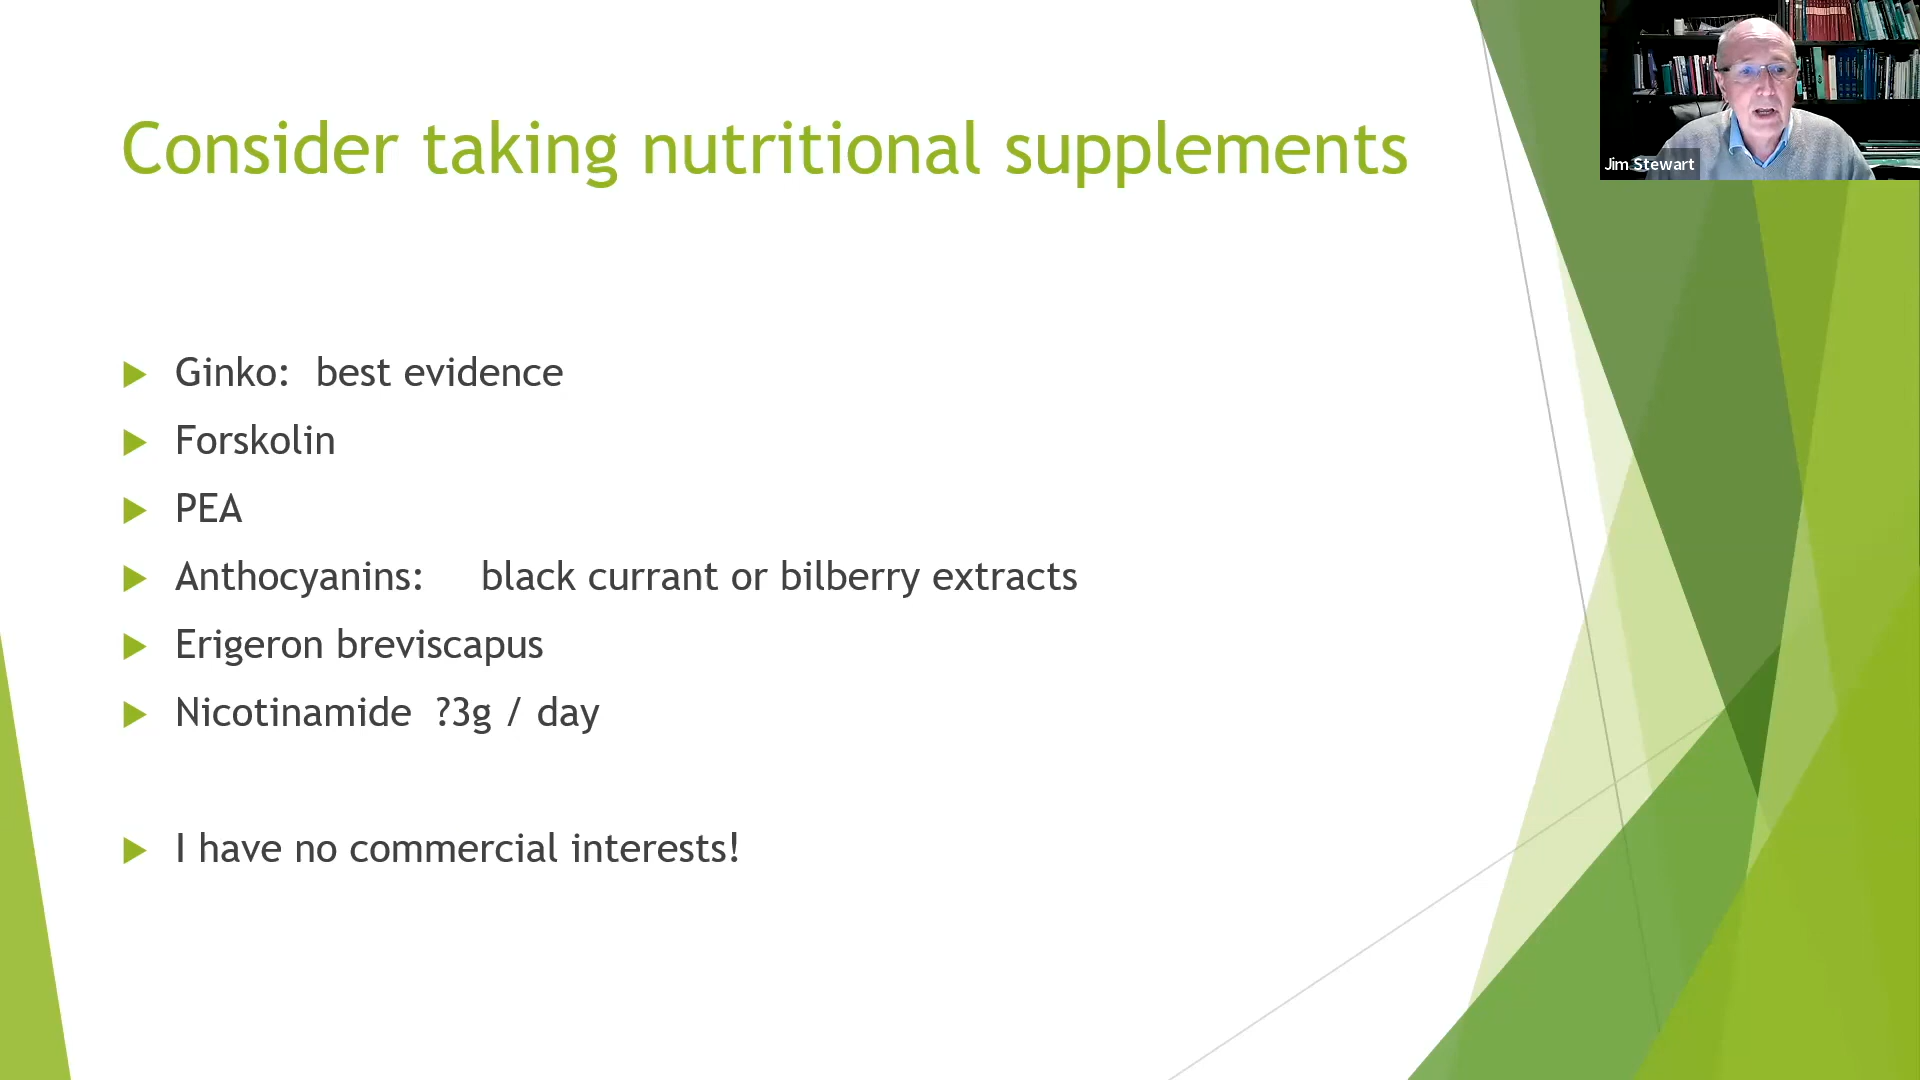 Consider taking nutritional supplements
Jim Stewart
Ginko: best evidence
Forskolin
PEA
Anthocyanins: black currant or bilberry extracts
Erigeron breviscapus
Nicotinamide ?3g / day
I have no commercial interests!